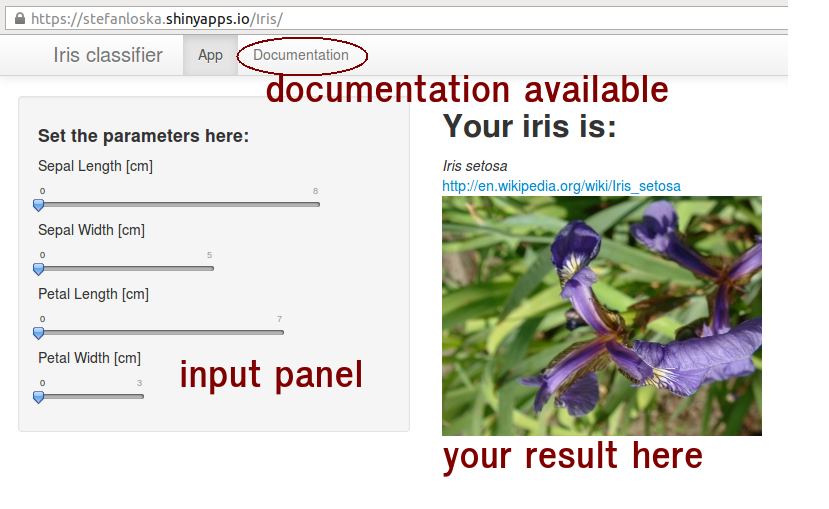 https://stefanloska.shinyapps.io/Iris/
Iris classifier App Documentation
documentation available
Set the parameters here:
Sepal Length [cm]
0 8
Sepal Width [cm]
0 5
Petal Length [cm]
0 7
Petal Width [cm]
0 3
input panel
Your iris is:
Iris setosa
http://en.wikipedia.org/wiki/Iris_setosa
your result here